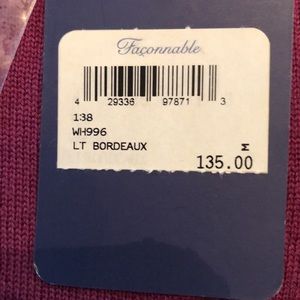 Façonnable
4 29336 97871 3
138
WH996
LT BORDEAUX M
135.00